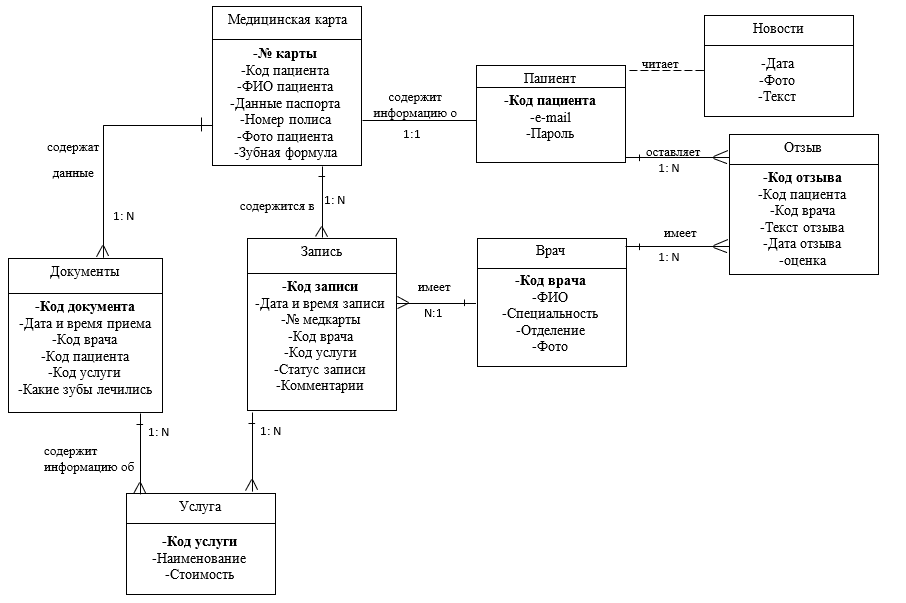 Медицинская карта
-№ карты
-Код пациента
-ФИО пациента
-Данные паспорта
-Номер полиса
-Фото пациента
-Зубная формула
содержит
информацию о
1:1
Пациент
-Код пациента
-e-mail
-Пароль
читает
Новости
-Дата
-Фото
-Текст
оставляет
1: N
Отзыв
-Код отзыва
-Код пациента
-Код врача
-Текст отзыва
-Дата отзыва
-оценка
содержат
данные
1: N
содержится в
1: N
имеет
1: N
Документы
-Код документа
-Дата и время приема
-Код врача
-Код пациента
-Код услуги
-Какие зубы лечились
Запись
-Код записи
-Дата и время записи
-№ медкарты
-Код врача
-Код услуги
-Статус записи
-Комментарии
имеет
N:1
Врач
-Код врача
-ФИО
-Специальность
-Отделение
-Фото
1: N
содержит
информацию об
1: N
Услуга
-Код услуги
-Наименование
-Стоимость